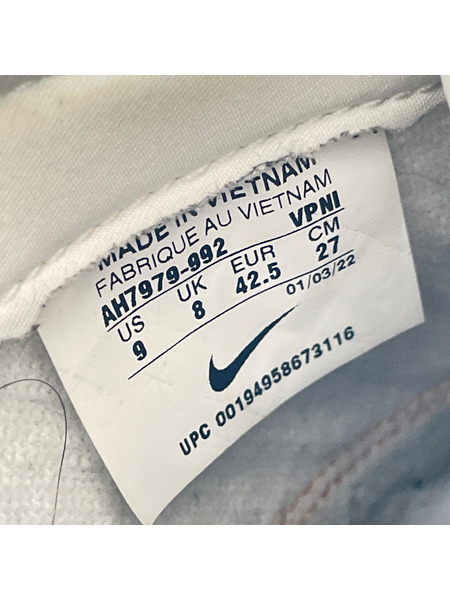 MADE IN VIETNAM
FABRIQUE AU VIETNAM
AH7979-992 VPNI
US UK EUR CM
9 8 42.5 27
01/03/22
UPC 00194958673116